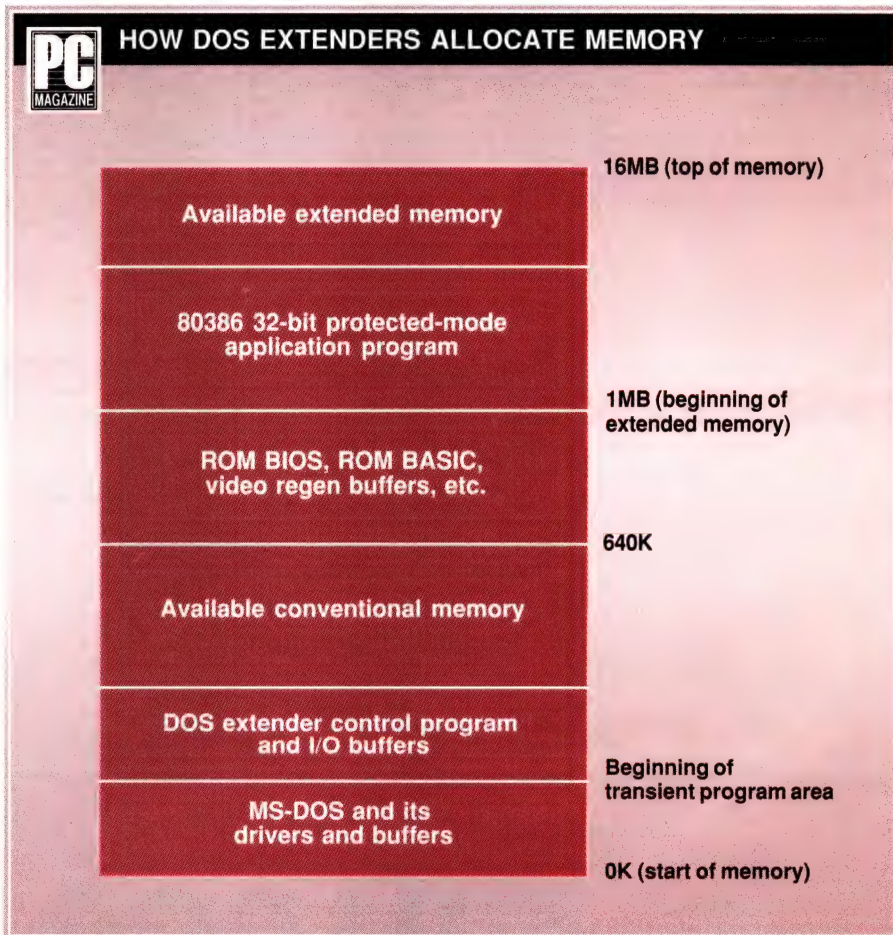 PC
MAGAZINE
HOW DOS EXTENDERS ALLOCATE MEMORY
16MB (top of memory)
Available extended memory
80386 32-bit protected-mode
application program
1MB (beginning of
extended memory)
ROM BIOS, ROM BASIC,
video regen buffers, etc.
640K
Available conventional memory
DOS extender control program
and I/O buffers
Beginning of
transient program area
MS-DOS and its
drivers and buffers
0K (start of memory)